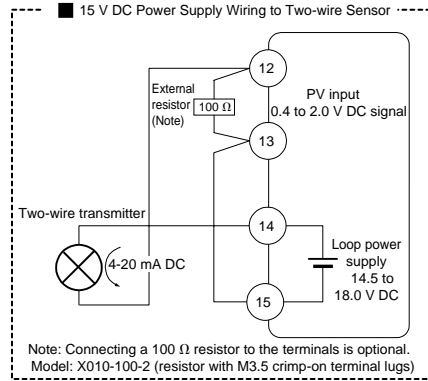 ■ 15 V DC Power Supply Wiring to Two-wire Sensor
12
External
resistor
(Note)
100 Ω
PV input
0.4 to 2.0 V DC signal
13
Two-wire transmitter
14
4-20 mA DC
Loop power
supply
14.5 to
18.0 V DC
15
Note: Connecting a 100 Ω resistor to the terminals is optional.
Model: X010-100-2 (resistor with M3.5 crimp-on terminal lugs)